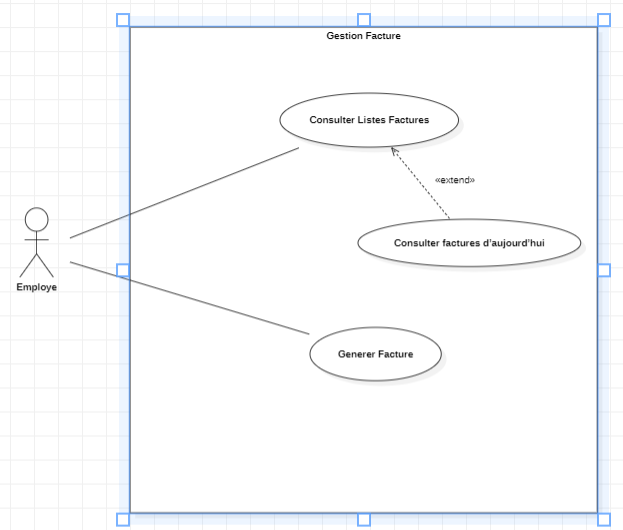 Gestion Facture
Consulter Listes Factures
«extend»
Consulter factures d'aujourd'hui
Employe
Generer Facture